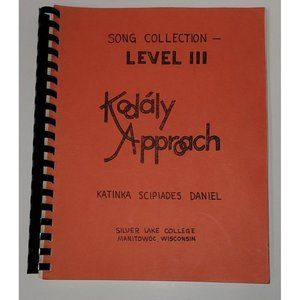 SONG COLLECTION —
LEVEL III
Kodály
Approach
KATINKA SCIPIADES DANIEL
SILVER LAKE COLLEGE
MANITOWOC, WISCONSIN